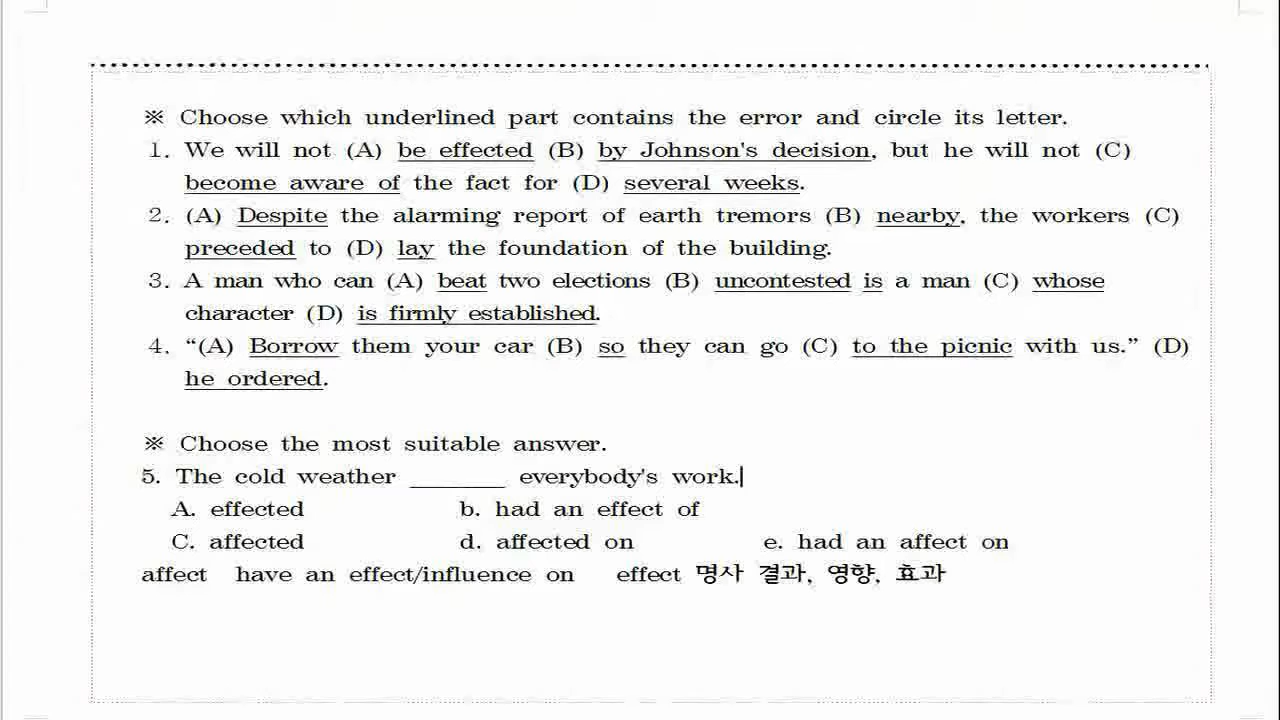 ※ Choose which underlined part contains the error and circle its letter.
1. We will not (A) be effected (B) by Johnson's decision, but he will not (C)
become aware of the fact for (D) several weeks.
2. (A) Despite the alarming report of earth tremors (B) nearby, the workers (C)
preceded to (D) lay the foundation of the building.
3. A man who can (A) beat two elections (B) uncontested is a man (C) whose
character (D) is firmly established.
4. “(A) Borrow them your car (B) so they can go (C) to the picnic with us.” (D)
he ordered.
※ Choose the most suitable answer.
5. The cold weather _______ everybody's work.
A. effected b. had an effect of
C. affected d. affected on e. had an affect on
affect have an effect/influence on effect 명사 결과, 영향, 효과